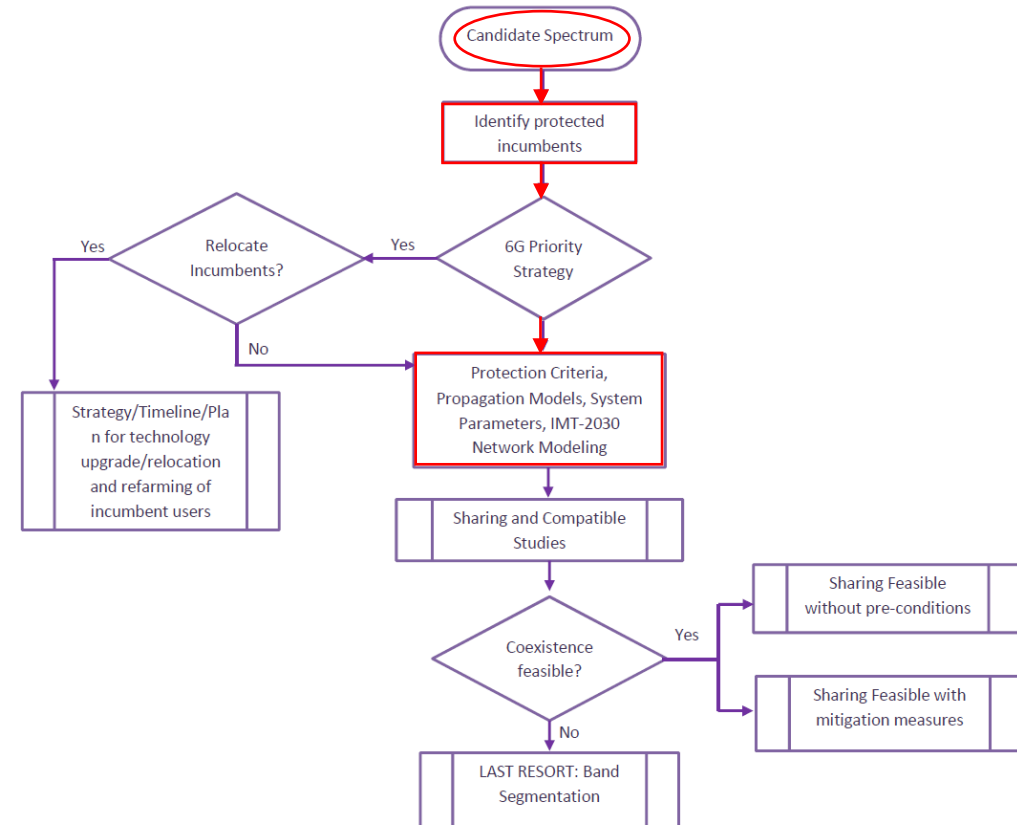 Candidate Spectrum
Identify protected
incumbents
6G Priority
Strategy
Yes
Relocate
Incumbents?
Yes
No
Strategy/Timeline/Pla
n for technology
upgrade/relocation
and refarming of
incumbent users
Protection Criteria,
Propagation Models, System
Parameters, IMT-2030
Network Modeling
Sharing and Compatible
Studies
Coexistence
feasible?
Yes
Sharing Feasible
without pre-conditions
Sharing Feasible with
mitigation measures
No
LAST RESORT: Band
Segmentation